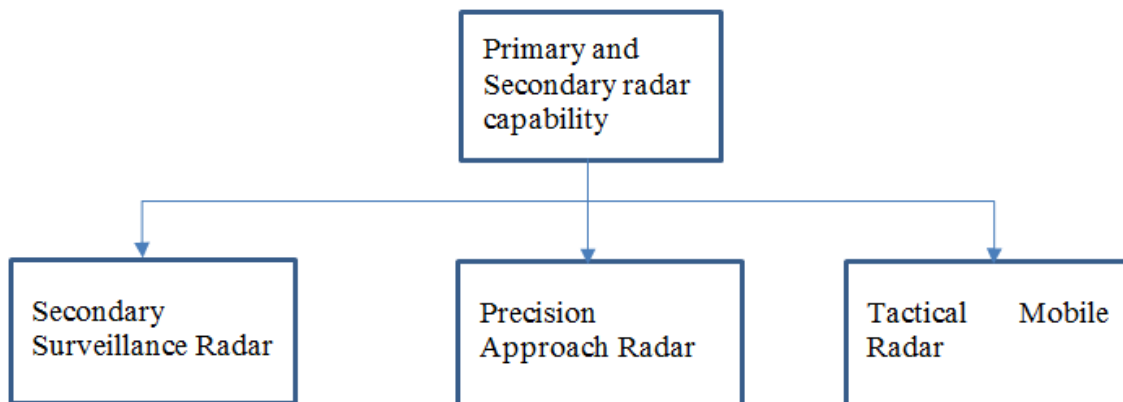 Primary and
Secondary radar
capability
Secondary
Surveillance Radar
Precision
Approach Radar
Tactical Mobile
Radar